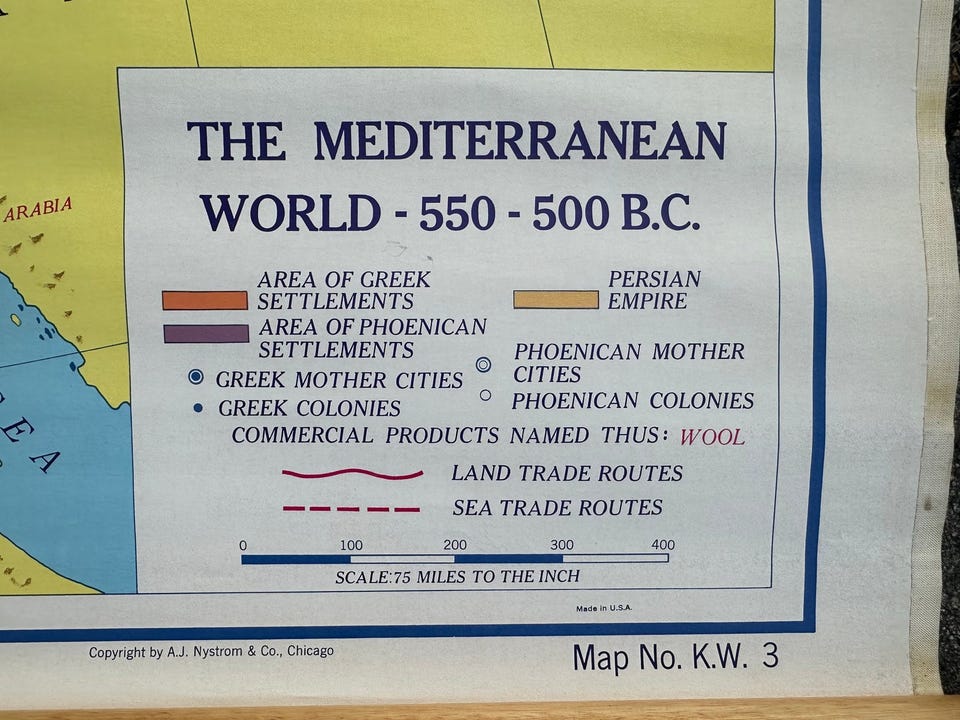 ARABIA
THE MEDITERRANEAN
WORLD - 550 - 500 B.C.
AREA OF GREEK
SETTLEMENTS
PERSIAN
EMPIRE
AREA OF PHOENICAN
SETTLEMENTS
PHOENICAN MOTHER
CITIES
GREEK MOTHER CITIES
GREEK COLONIES
PHOENICAN COLONIES
COMMERCIAL PRODUCTS NAMED THUS: WOOL
LAND TRADE ROUTES
SEA TRADE ROUTES
0 100 200 300 400
SCALE:75 MILES TO THE INCH
EA
Made in U.S.A.
Copyright by A.J. Nystrom & Co., Chicago
Map No. K.W. 3